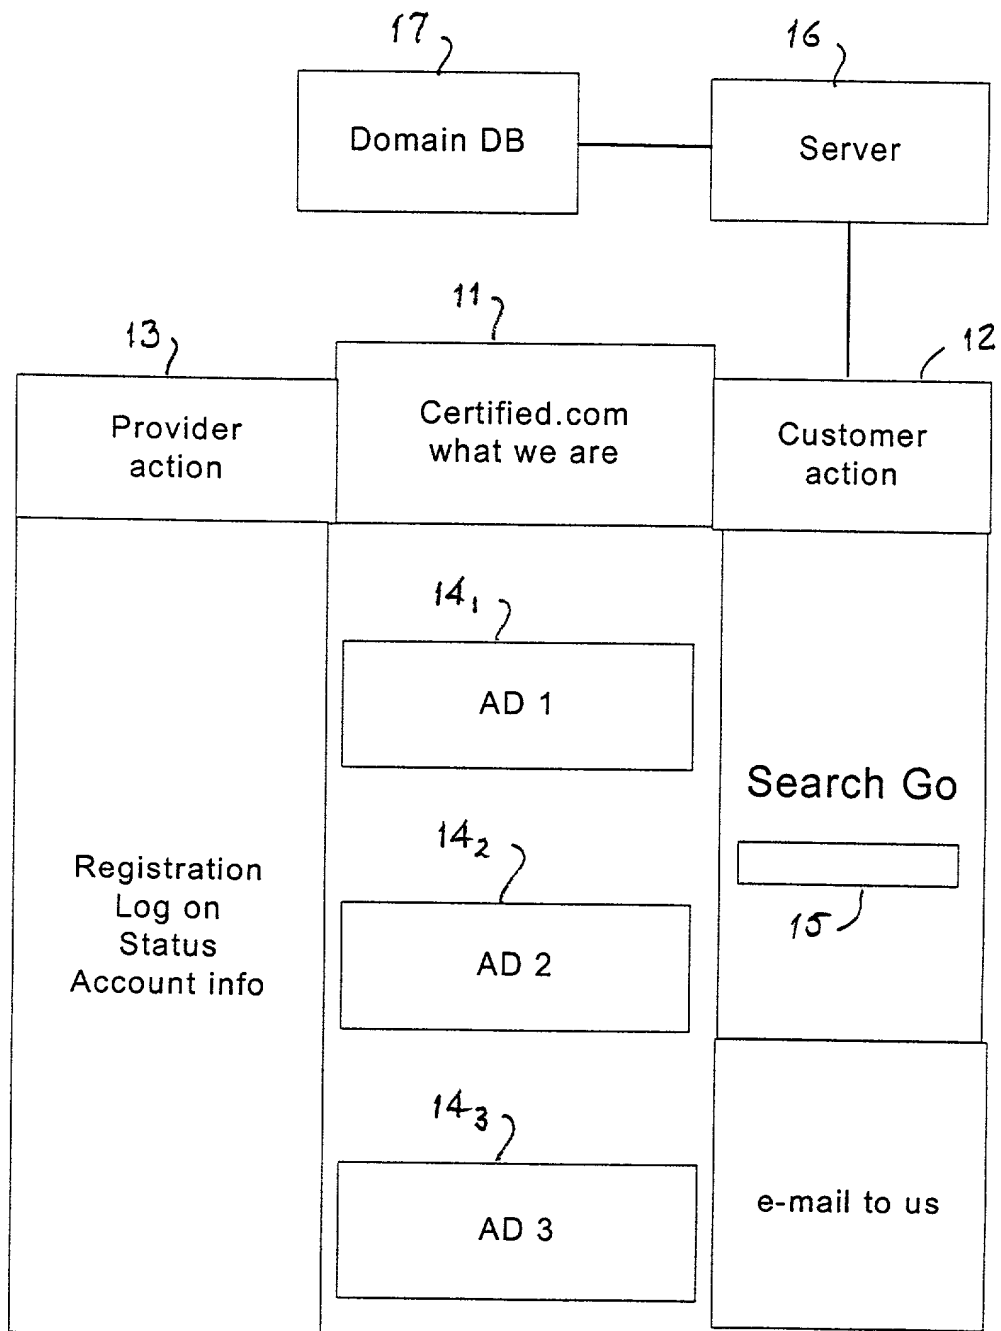 17
16
Domain DB
Server
11
13
12
Certified.com
what we are
Provider
action
Customer
action
14₁
AD 1
Search Go
14₂
Registration
Log on
Status
Account info
15
AD 2
14₃
AD 3
e-mail to us